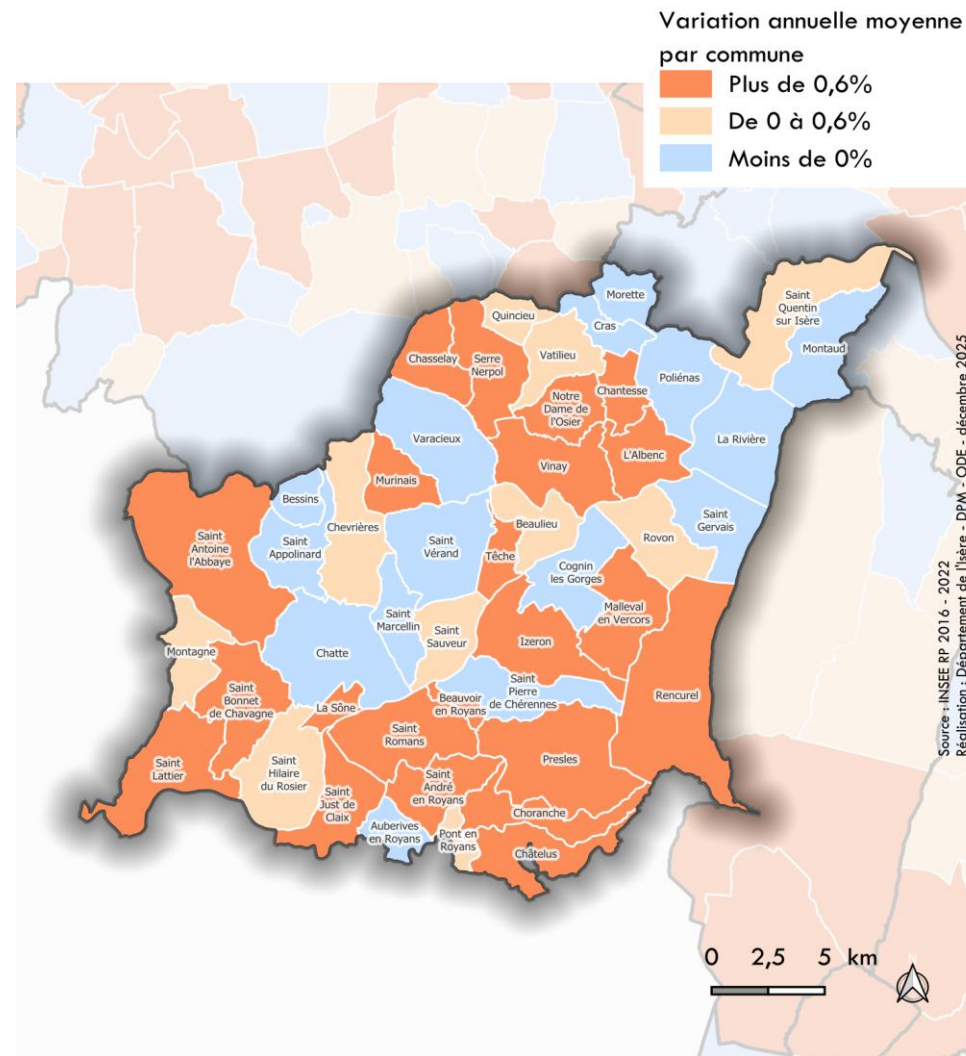 Variation annuelle moyenne
par commune
Plus de 0,6%
De 0 à 0,6%
Moins de 0%
Morette
Saint
Quentin
sur Isère
Quincieu
Cras
Montaud
Chasselay
Serre
Nerpol
Vatilieu
Poliénas
Chantesse
Notre
Dame de
l'Osier
Varacieux
La Rivière
L'Albenc
Vinay
Murinais
Bessins
Chevrières
Saint
Gervais
Beaulieu
Rovon
Saint
Antoine
l'Abbaye
Saint
Appolinard
Saint
Vérand
Têche
Cognin
les Gorges
Malleval
en Vercors
Saint
Marcellin
Saint
Sauveur
Izeron
Montagne
Chatte
Saint
Pierre
de Chérennes
Rencurel
Saint
Bonnet
de Chavagne
La Sône
Beauvoir
en Royans
Saint
Romans
Presles
Saint
Lattier
Saint
Hilaire
du Rosier
Saint
Just de
Claix
Saint
André
en Royans
Choranche
Auberives
en Royans
Pont en
Royans
Châtelus
Source : INSEE RP 2016 - 2022
Réalisation : Département de l'Isère - DPM - ODE - décembre 2025
0 2,5 5 km
N